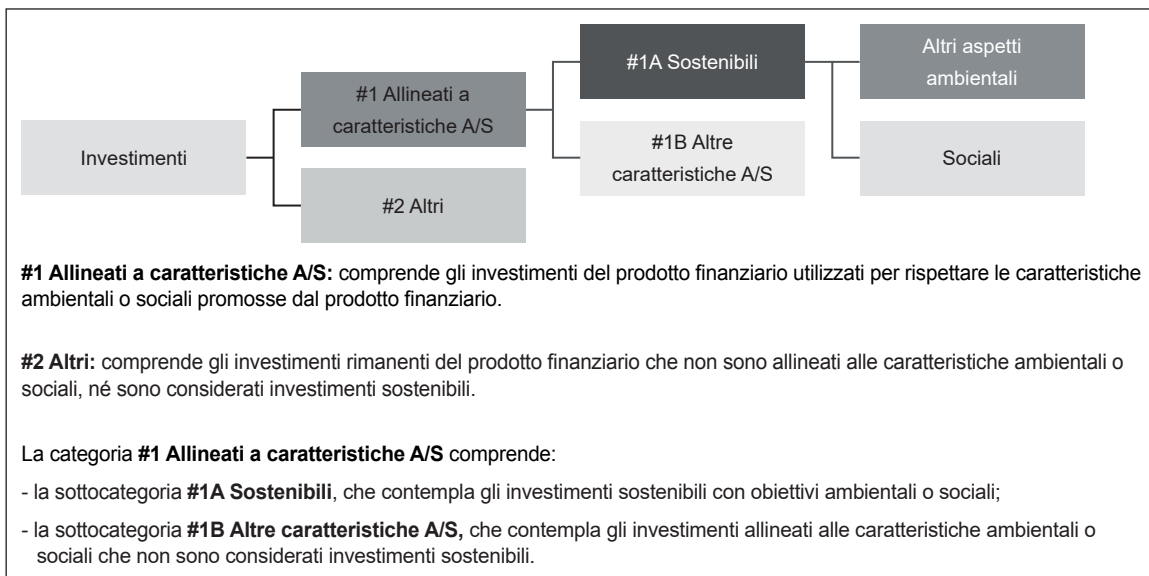 Investimenti
#1 Allineati a
caratteristiche A/S
#2 Altri
#1A Sostenibili
#1B Altre
caratteristiche A/S
Altri aspetti
ambientali
Sociali
#1 Allineati a caratteristiche A/S: comprende gli investimenti del prodotto finanziario utilizzati per rispettare le caratteristiche
ambientali o sociali promosse dal prodotto finanziario.
#2 Altri: comprende gli investimenti rimanenti del prodotto finanziario che non sono allineati alle caratteristiche ambientali o
sociali, né sono considerati investimenti sostenibili.
La categoria #1 Allineati a caratteristiche A/S comprende:
- la sottocategoria #1A Sostenibili, che contempla gli investimenti sostenibili con obiettivi ambientali o sociali;
- la sottocategoria #1B Altre caratteristiche A/S, che contempla gli investimenti allineati alle caratteristiche ambientali o
sociali che non sono considerati investimenti sostenibili.